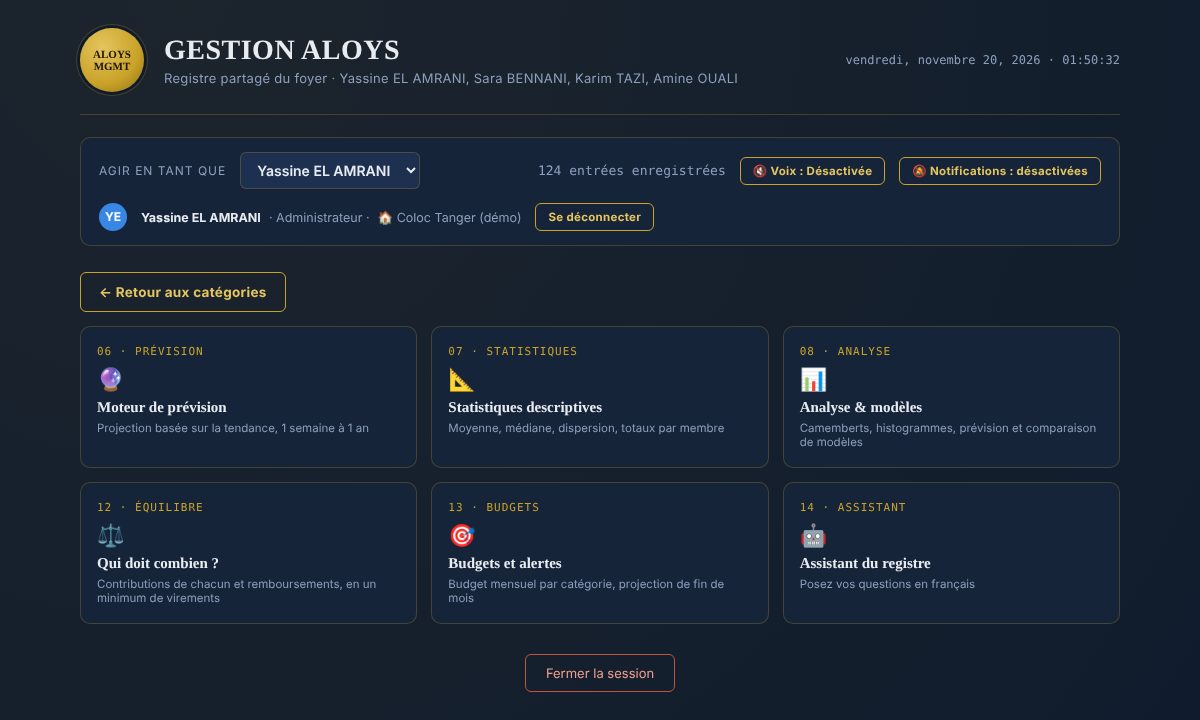 ALOYS
MGMT
GESTION ALOYS
Registre partagé du foyer · Yassine EL AMRANI, Sara BENNANI, Karim TAZI, Amine OUALI
vendredi, novembre 20, 2026 · 01:50:32
AGIR EN TANT QUE
Yassine EL AMRANI
124 entrées enregistrées
Voix : Désactivée
Notifications : désactivées
YE
Yassine EL AMRANI · Administrateur · Coloc Tanger (démo)
Se déconnecter
← Retour aux catégories
06 · PRÉVISION
Moteur de prévision
Projection basée sur la tendance, 1 semaine à 1 an
07 · STATISTIQUES
Statistiques descriptives
Moyenne, médiane, dispersion, totaux par membre
08 · ANALYSE
Analyse & modèles
Camemberts, histogrammes, prévision et comparaison
de modèles
12 · ÉQUILIBRE
Qui doit combien ?
Contributions de chacun et remboursements, en un
minimum de virements
13 · BUDGETS
Budgets et alertes
Budget mensuel par catégorie, projection de fin de
mois
14 · ASSISTANT
Assistant du registre
Posez vos questions en français
Fermer la session